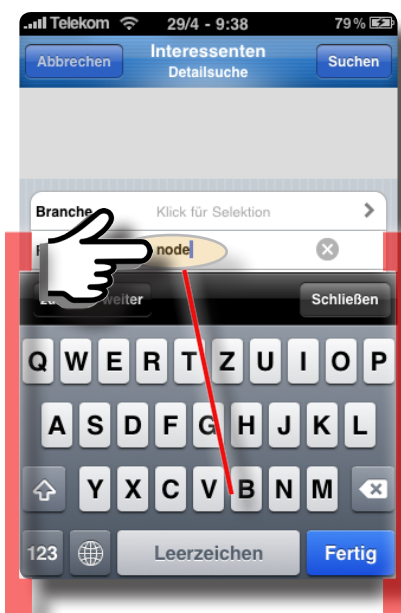 Telekom 29/4 - 9:38 79%
Abbrechen Interessenten Suchen
Detailsuche
Branche Klick für Selektion
node
weiter Schließen
Q W E R T Z U I O P
A S D F G H J K L
Y X C V B N M
123 Leerzeichen Fertig